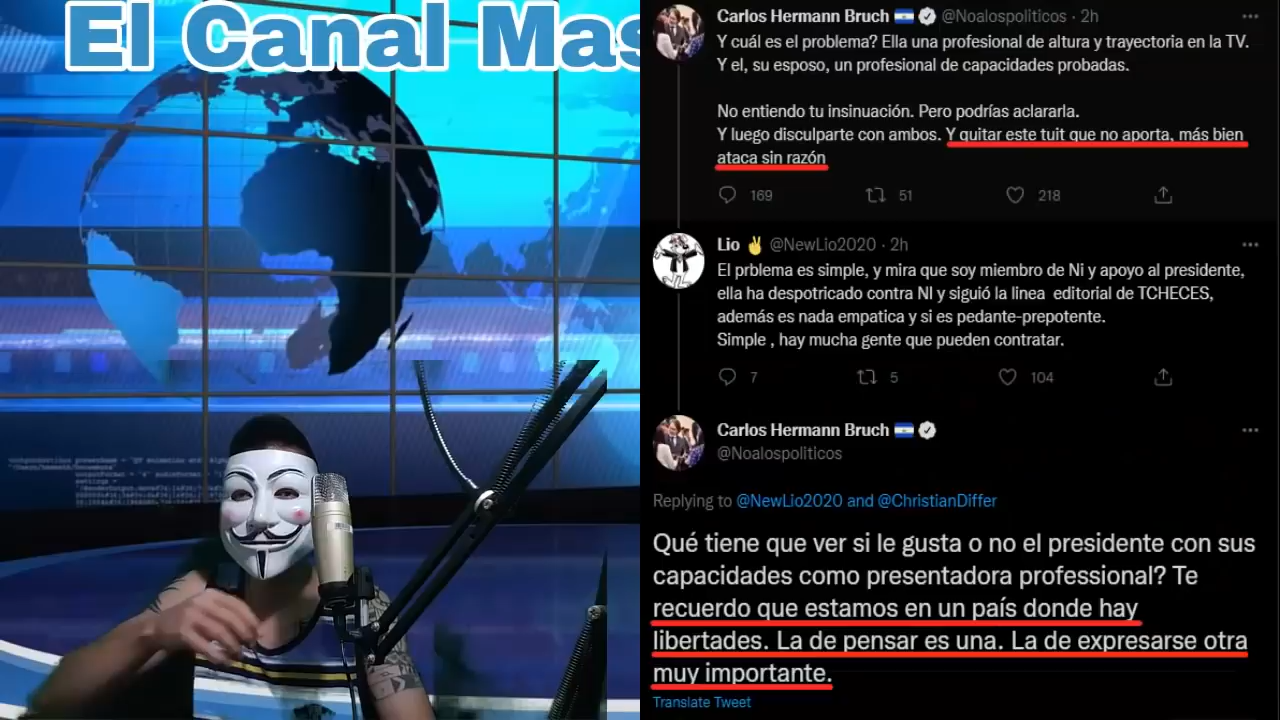 El Canal Mas
Carlos Hermann Bruch @Noalospoliticos · 2h
Y cuál es el problema? Ella una profesional de altura y trayectoria en la TV.
Y el, su esposo, un profesional de capacidades probadas.
No entiendo tu insinuación. Pero podrías aclararla.
Y luego disculparte con ambos. Y quitar este tuit que no aporta, más bien
ataca sin razón
169 51 218
Lio ✌ @NewLio2020 · 2h
El prblema es simple, y mira que soy miembro de Ni y apoyo al presidente,
ella ha despotricado contra NI y siguió la linea editorial de TCHECES,
además es nada empatica y si es pedante-prepotente.
Simple , hay mucha gente que pueden contratar.
7 5 104
Carlos Hermann Bruch
@Noalospoliticos
Replying to @NewLio2020 and @ChristianDiffer
Qué tiene que ver si le gusta o no el presidente con sus
capacidades como presentadora professional? Te
recuerdo que estamos en un país donde hay
libertades. La de pensar es una. La de expresarse otra
muy importante.
Translate Tweet